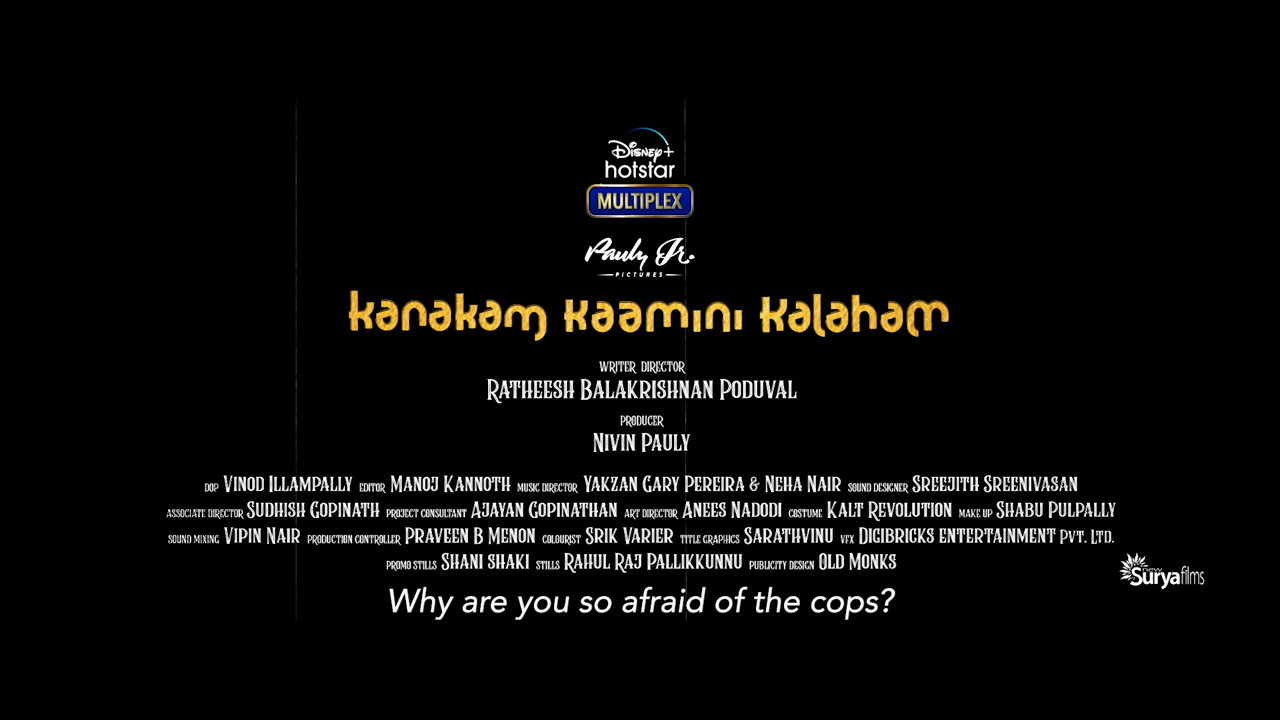 Disney+
hotstar
MULTIPLEX
Pauly Jr.
PICTURES
kanakam kaamini kalaham
WRITER DIRECTOR
RATHEESH BALAKRISHNAN PODUVAL
PRODUCER
NIVIN PAULY
DOP VINOD ILLAMPALLY EDITOR MANOJ KANNOTH MUSIC DIRECTOR YAKZAN GARY PEREIRA & NEHA NAIR SOUND DESIGNER SREEJITH SREENIVASAN
ASSOCIATE DIRECTOR SUDHISH GOPINATH PROJECT CONSULTANT AJAYAN GOPINATHAN ART DIRECTOR ANEES NADODI COSTUME KALT REVOLUTION MAKE UP SHABU PULPALLY
SOUND MIXING VIPIN NAIR PRODUCTION CONTROLLER PRAVEEN B MENON COLOURIST SRIK VARIER TITLE GRAPHICS SARATHVINU VFX DIGIBRICKS ENTERTAINMENT PVT. LTD.
PROMO STILLS SHANI SHAKI STILLS RAHUL RAJ PALLIKKUNNU PUBLICITY DESIGN OLD MONKS
new
Suryafilms
Why are you so afraid of the cops?